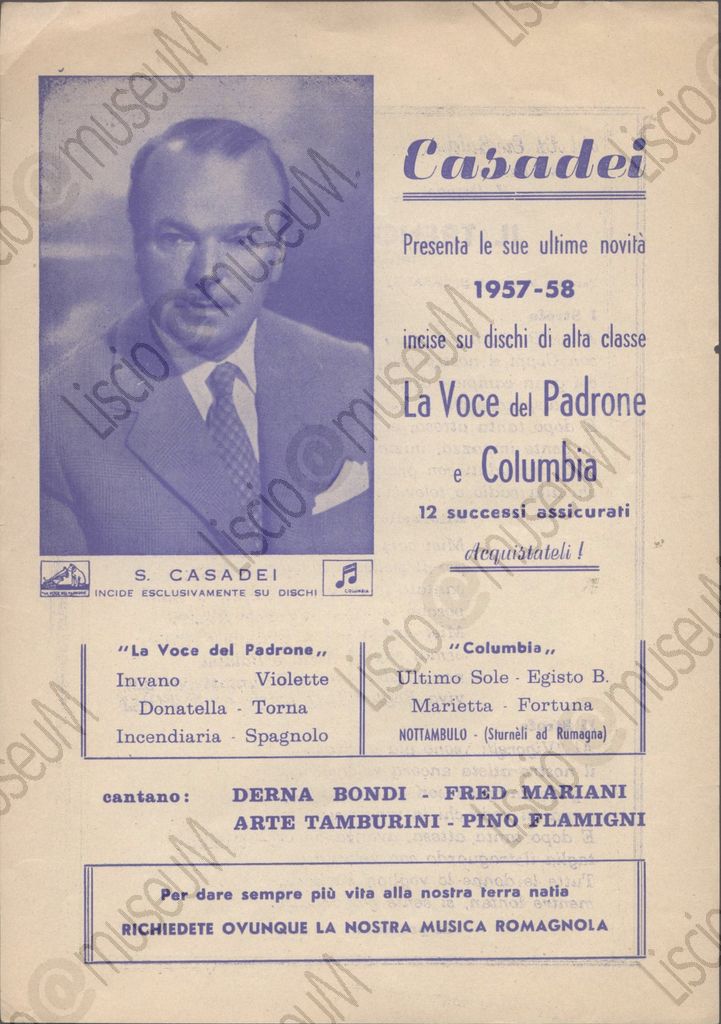 Casadei
Presenta le sue ultime novità
1957-58
incise su dischi di alta classe
La Voce del Padrone
e Columbia
12 successi assicurati
Acquistateli !
S. CASADEI
INCIDE ESCLUSIVAMENTE SU DISCHI
COLUMBIA
"La Voce del Padrone„
Invano Violette
Donatella - Torna
Incendiaria - Spagnolo
"Columbia„
Ultimo Sole - Egisto B.
Marietta - Fortuna
NOTTAMBULO - (Sturnëli ad Rumagna)
cantano: DERNA BONDI - FRED MARIANI
ARTE TAMBURINI - PINO FLAMIGNI
Per dare sempre più vita alla nostra terra natia
RICHIEDETE OVUNQUE LA NOSTRA MUSICA ROMAGNOLA
Liscio@museuM